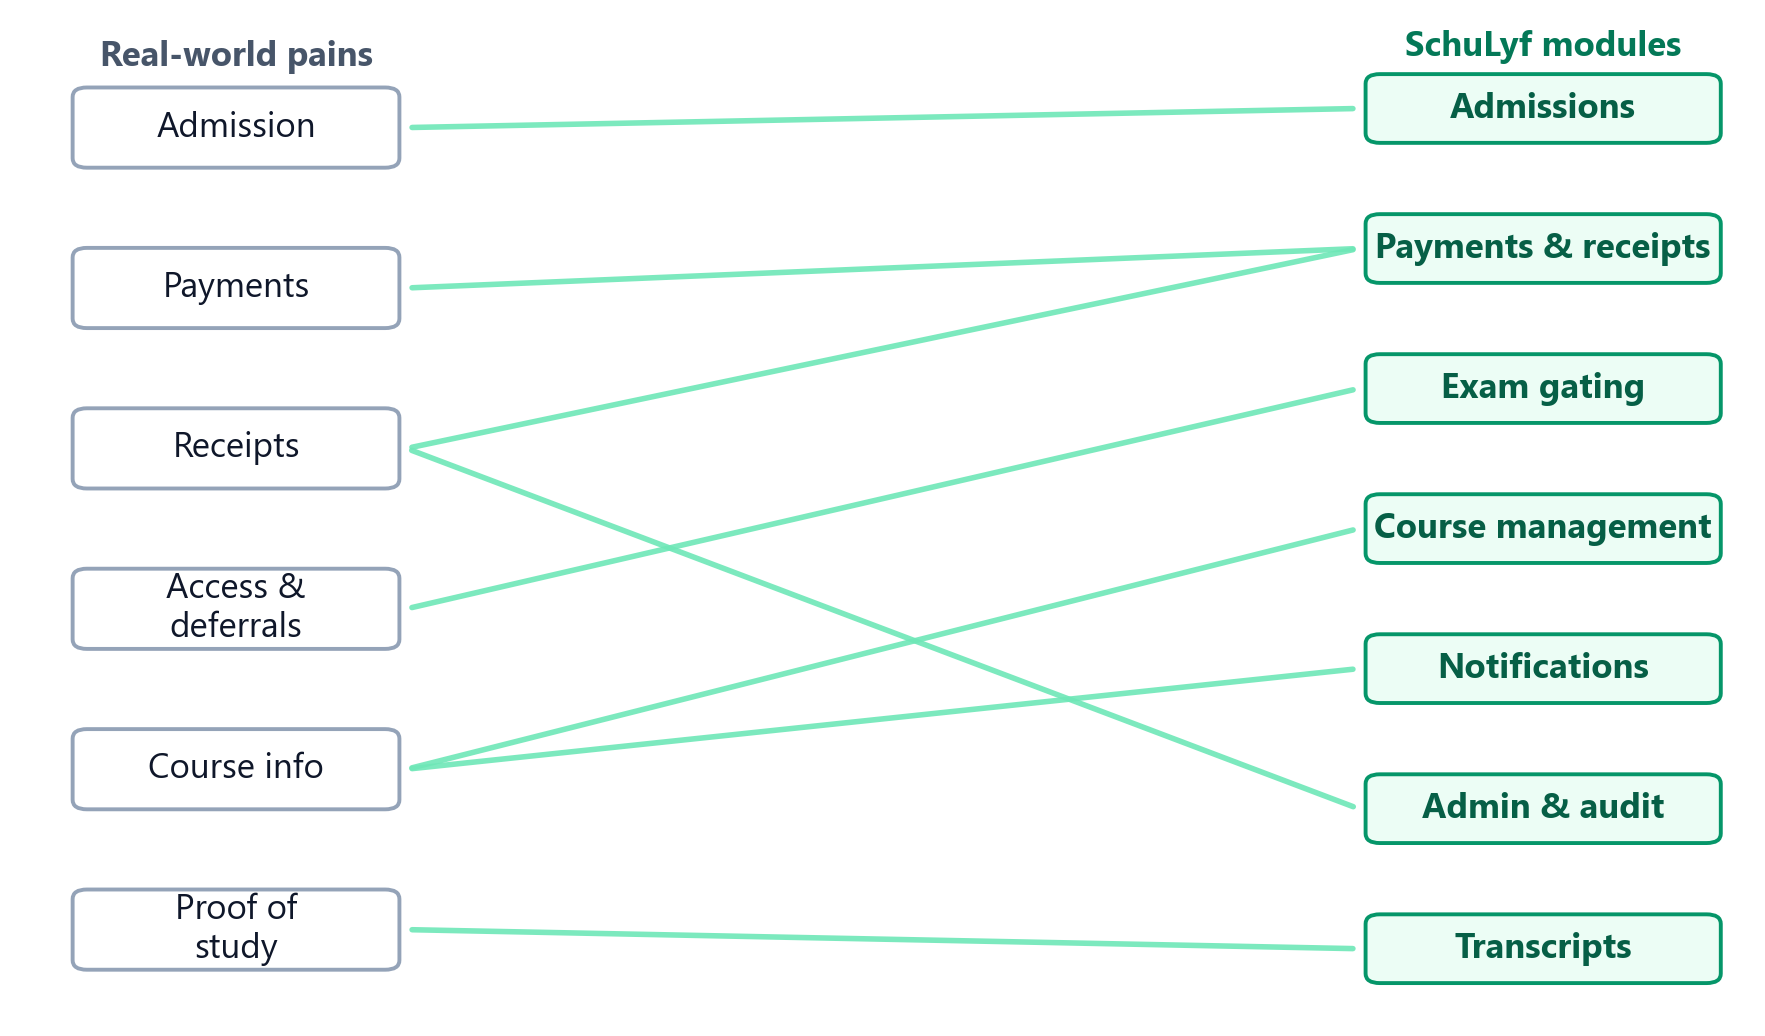 Real-world pains
Admission
Payments
Receipts
Access &
deferrals
Course info
Proof of
study
SchuLyf modules
Admissions
Payments & receipts
Exam gating
Course management
Notifications
Admin & audit
Transcripts